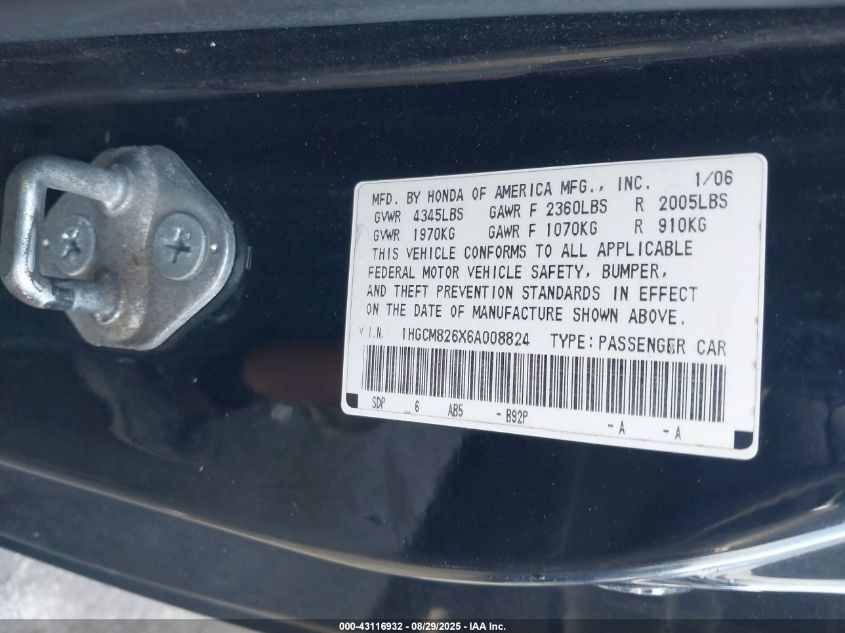 MFD. BY HONDA OF AMERICA MFG., INC. 1/06
GVWR 4345LBS GAWR F 2360LBS R 2005LBS
GVWR 1970KG GAWR F 1070KG R 910KG
THIS VEHICLE CONFORMS TO ALL APPLICABLE
FEDERAL MOTOR VEHICLE SAFETY, BUMPER,
AND THEFT PREVENTION STANDARDS IN EFFECT
ON THE DATE OF MANUFACTURE SHOWN ABOVE.
V.I.N.: 1HGCM826X6A008824 TYPE:PASSENGER CAR
SDP _6 AB5 -B92P -A -A
000-43116932 - 08/29/2025 - IAA Inc.